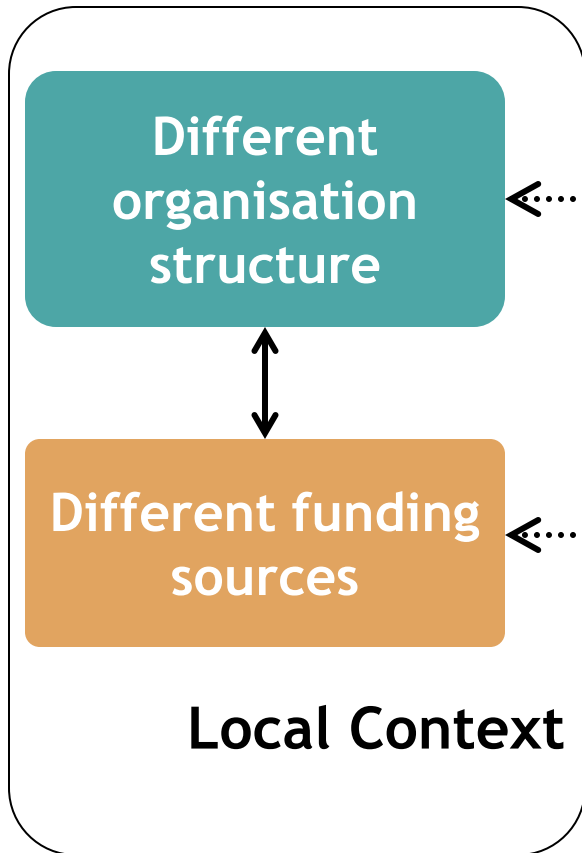 Different
organisation
structure
Different funding
sources
Local Context